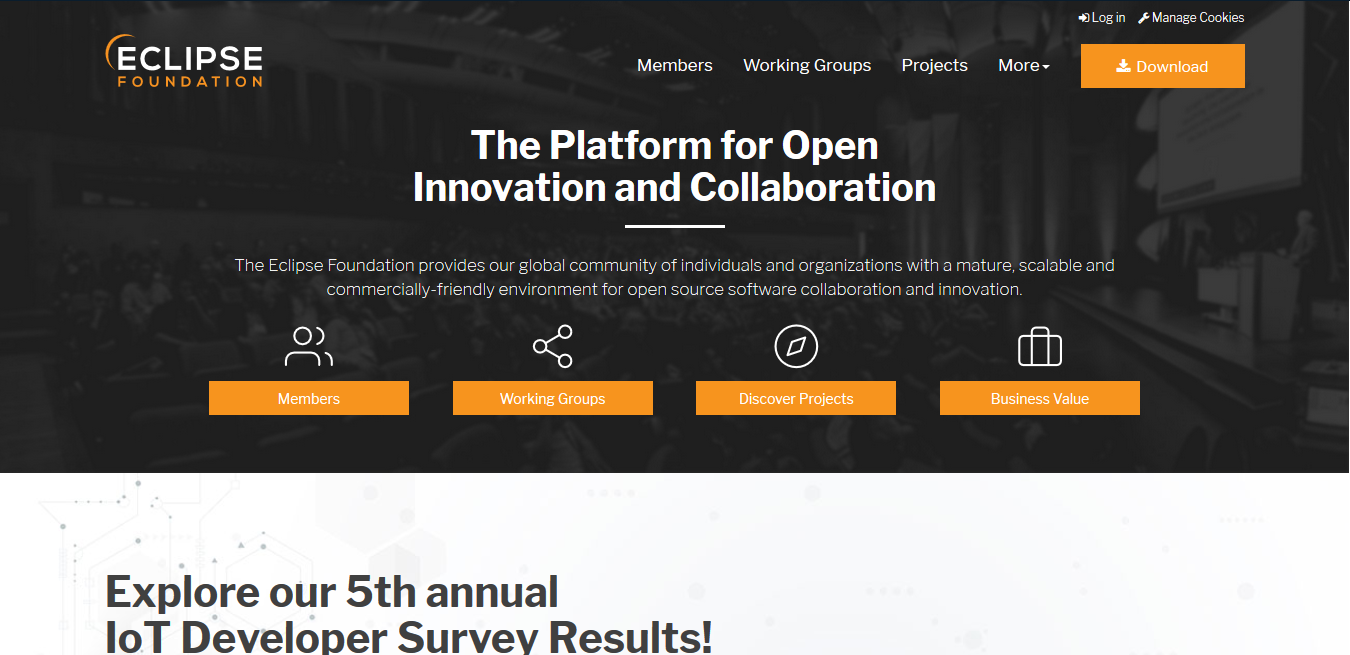 Log in Manage Cookies
ECLIPSE
FOUNDATION
Members Working Groups Projects More Download
The Platform for Open
Innovation and Collaboration
The Eclipse Foundation provides our global community of individuals and organizations with a mature, scalable and
commercially-friendly environment for open source software collaboration and innovation.
Members Working Groups Discover Projects Business Value
Explore our 5th annual
IoT Developer Survey Results!